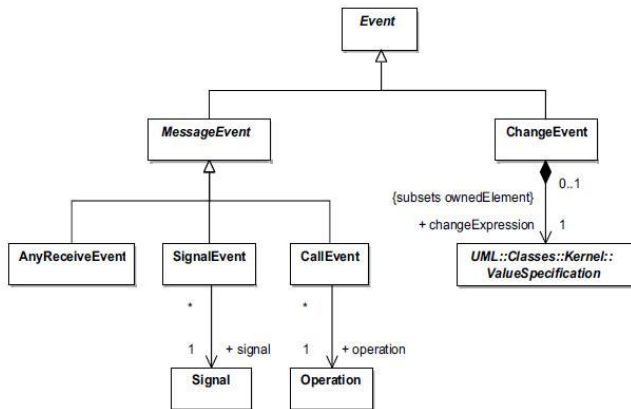 Event
MessageEvent
ChangeEvent
0..1
{subsets ownedElement}
+ changeExpression
1
AnyReceiveEvent
SignalEvent
CallEvent
UML::Classes::Kernel::
ValueSpecification
*
*
1
+ signal
1
+ operation
Signal
Operation